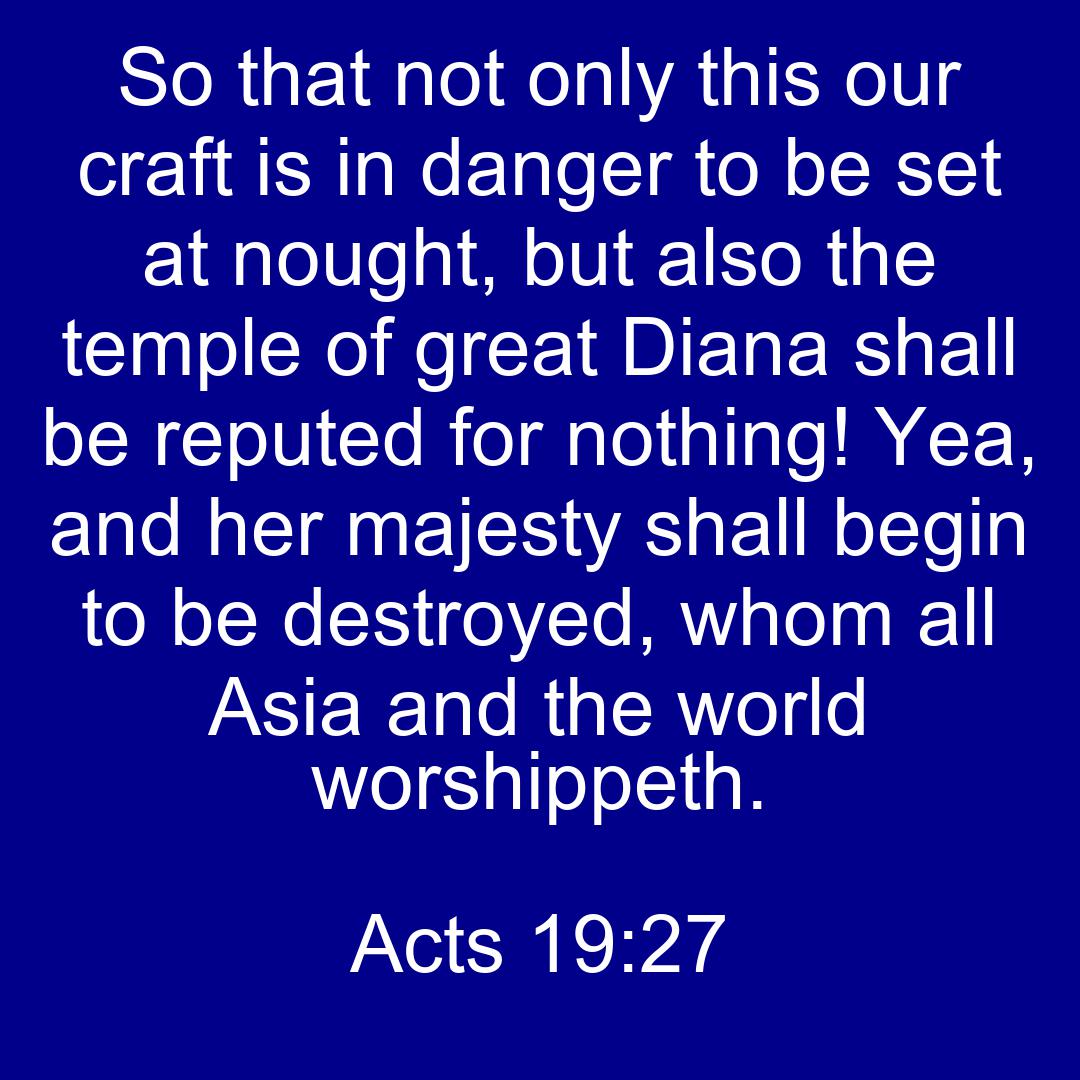 So that not only this our
craft is in danger to be set
at nought, but also the
temple of great Diana shall
be reputed for nothing! Yea,
and her majesty shall begin
to be destroyed, whom all
Asia and the world
worshippeth.
Acts 19:27